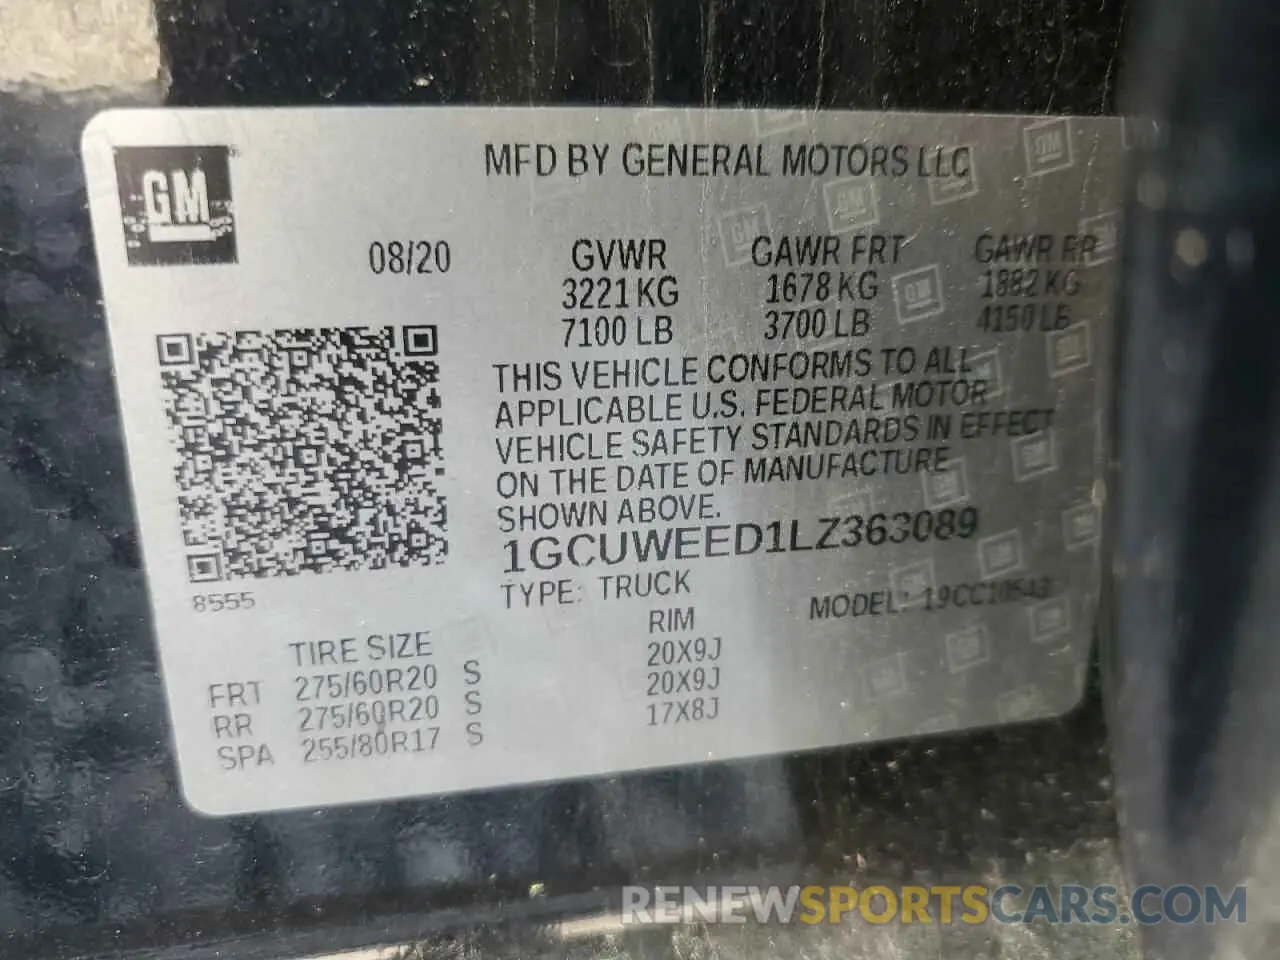 GM
MFD BY GENERAL MOTORS LLC
08/20 GVWR GAWR FRT GAWR RR
3221 KG 1678 KG 1882 KG
7100 LB 3700 LB 4150 LB
THIS VEHICLE CONFORMS TO ALL
APPLICABLE U.S. FEDERAL MOTOR
VEHICLE SAFETY STANDARDS IN EFFECT
ON THE DATE OF MANUFACTURE
SHOWN ABOVE.
1GCUWEED1LZ363089
8555 TYPE: TRUCK MODEL: 19CC10543
TIRE SIZE RIM
FRT 275/60R20 S 20X9J
RR 275/60R20 S 20X9J
SPA 255/80R17 S 17X8J
RENEWSPORTSCARS.COM